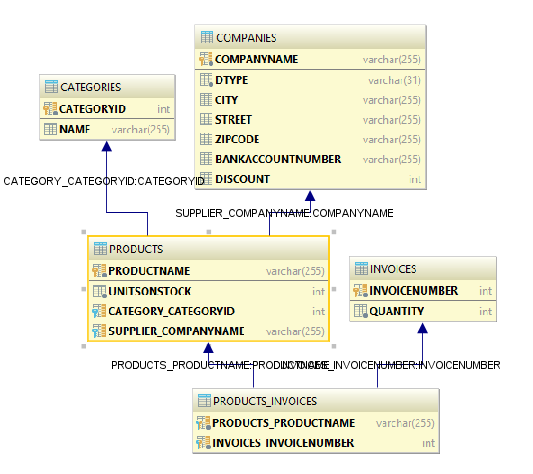 COMPANIES
COMPANYNAME varchar(255)
DTYPE varchar(31)
CITY varchar(255)
STREET varchar(255)
ZIPCODE varchar(255)
BANKACCOUNTNUMBER varchar(255)
DISCOUNT int
CATEGORIES
CATEGORYID int
NAME varchar(255)
CATEGORY_CATEGORYID:CATEGORYID
SUPPLIER_COMPANYNAME:COMPANYNAME
PRODUCTS
PRODUCTNAME varchar(255)
UNITSONSTOCK int
CATEGORY_CATEGORYID int
SUPPLIER_COMPANYNAME varchar(255)
INVOICES
INVOICENUMBER int
QUANTITY int
PRODUCTS_PRODUCTNAME:PRODUCTNAME
INVOICES_INVOICENUMBER:INVOICENUMBER
PRODUCTS_INVOICES
PRODUCTS_PRODUCTNAME varchar(255)
INVOICES_INVOICENUMBER int